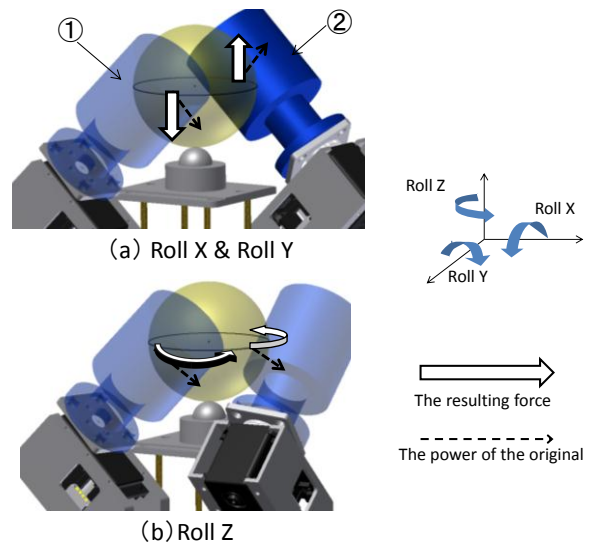 ①
②
(a) Roll X & Roll Y
Roll Z
Roll X
Roll Y
The resulting force
The power of the original
(b) Roll Z